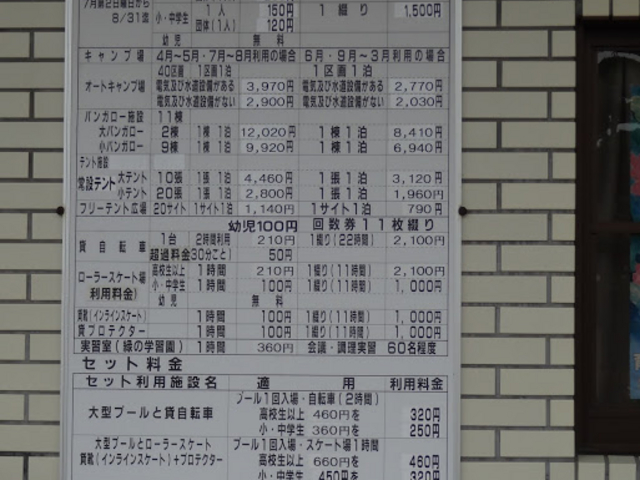 7月第2日曜日から 1人 150円 1綴り 1,500円
8/31迄 小・中学生 団体(1人) 120円
幼児 無料
キャンプ場 4月〜5月・7月〜8月利用の場合 6月・9月〜3月利用の場合
40区画 1区画1泊 1区画1泊
オートキャンプ場 電気及び水道設備がある 3,970円 電気及び水道設備がある 2,770円
電気及び水道設備がない 2,900円 電気及び水道設備がない 2,030円
バンガロー施設 11棟
大バンガロー 2棟 1棟1泊 12,020円 1棟1泊 8,410円
小バンガロー 9棟 1棟1泊 9,920円 1棟1泊 6,940円
テント施設
常設テント 大テント 10張 1張1泊 4,460円 1張1泊 3,120円
小テント 20張 1張1泊 2,800円 1張1泊 1,960円
フリーテント広場 20サイト 1サイト1泊 1,140円 1サイト1泊 790円
幼児100円 回数券11枚綴り
貸自転車 1台 2時間利用 210円 1綴り(22時間) 2,100円
超過料金30分ごと) 50円
ローラースケート場 高校生以上 1時間 210円 1綴り(11時間) 2,100円
利用料金) 小・中学生 1時間 100円 1綴り(11時間) 1,000円
幼児 無料
貸靴(インラインスケート) 1時間 100円 1綴り(11時間) 1,000円
貸プロテクター 1時間 100円 1綴り(11時間) 1,000円
実習室(緑の学習園) 1時間 360円 会議・調理実習 60名程度
セット料金
セット利用施設名 適用 利用料金
プール1回入場・自転車(2時間)
大型プールと貸自転車 高校生以上 460円を 320円
小・中学生 360円を 250円
大型プールとローラースケート プール1回入場・スケート場1時間
貸靴(インラインスケート)+プロテクター 高校生以上 660円を 460円
小・中学生 450円を 320円